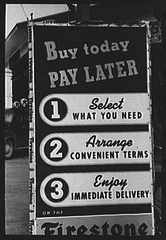 Buy today
PAY LATER
1 Select
WHAT YOU NEED
2 Arrange
CONVENIENT TERMS
3 Enjoy
IMMEDIATE DELIVERY
ON THE
Firestone